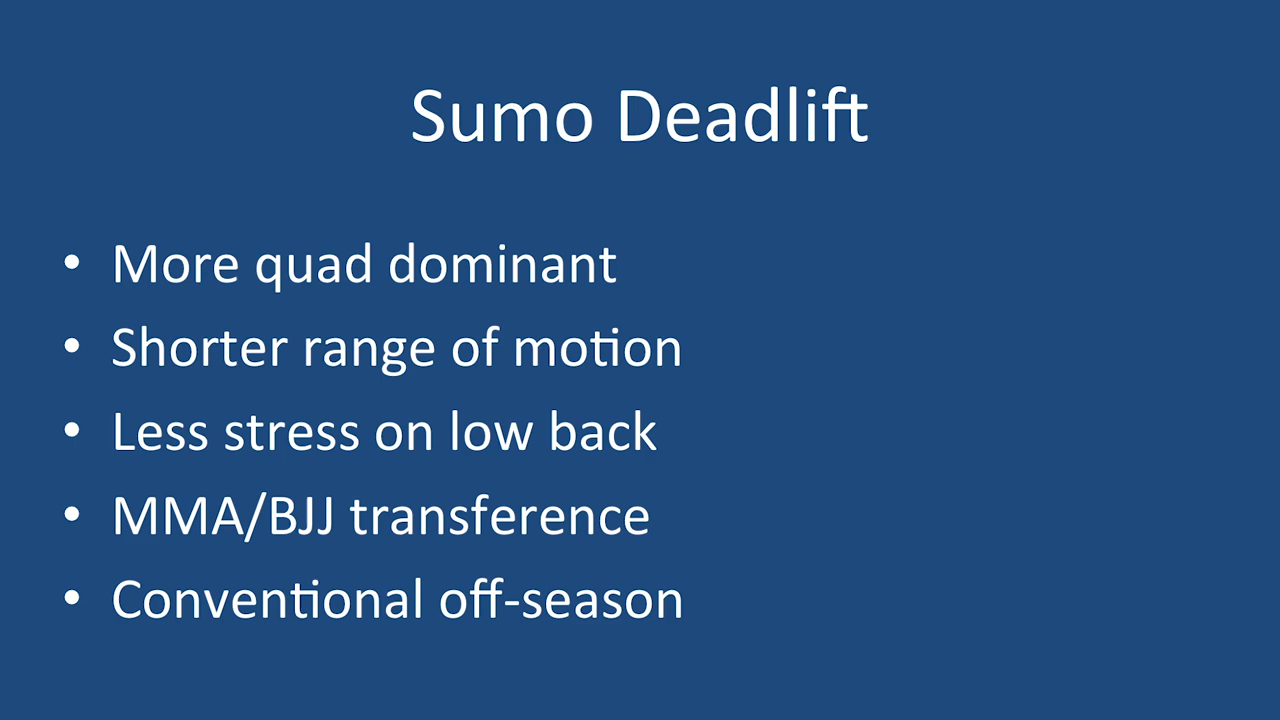 Sumo Deadlift
• More quad dominant
• Shorter range of motion
• Less stress on low back
• MMA/BJJ transference
• Conventional off-season